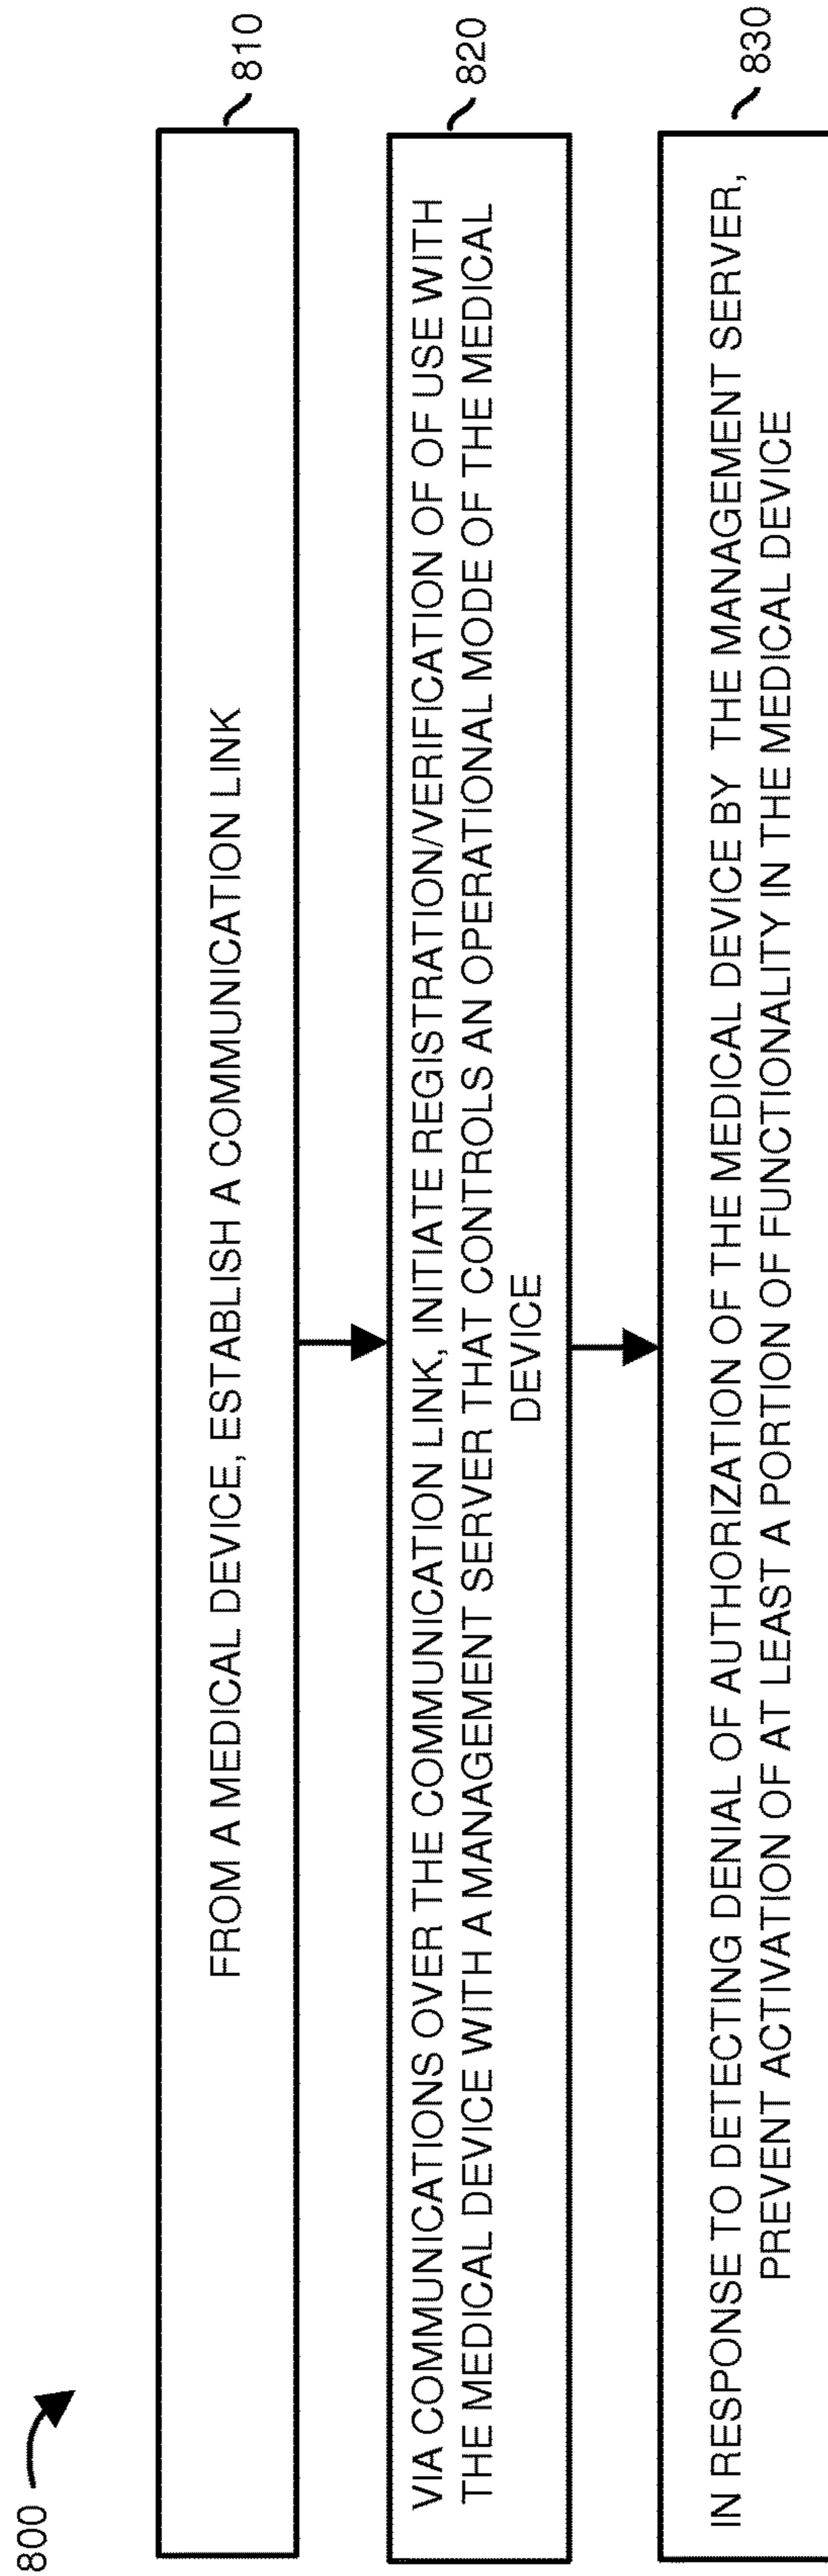 800
FROM A MEDICAL DEVICE, ESTABLISH A COMMUNICATION LINK
810
VIA COMMUNICATIONS OVER THE COMMUNICATION LINK, INITIATE REGISTRATION/VERIFICATION OF OF USE WITH
THE MEDICAL DEVICE WITH A MANAGEMENT SERVER THAT CONTROLS AN OPERATIONAL MODE OF THE MEDICAL
DEVICE
820
IN RESPONSE TO DETECTING DENIAL OF AUTHORIZATION OF THE MEDICAL DEVICE BY THE MANAGEMENT SERVER,
PREVENT ACTIVATION OF AT LEAST A PORTION OF FUNCTIONALITY IN THE MEDICAL DEVICE
830